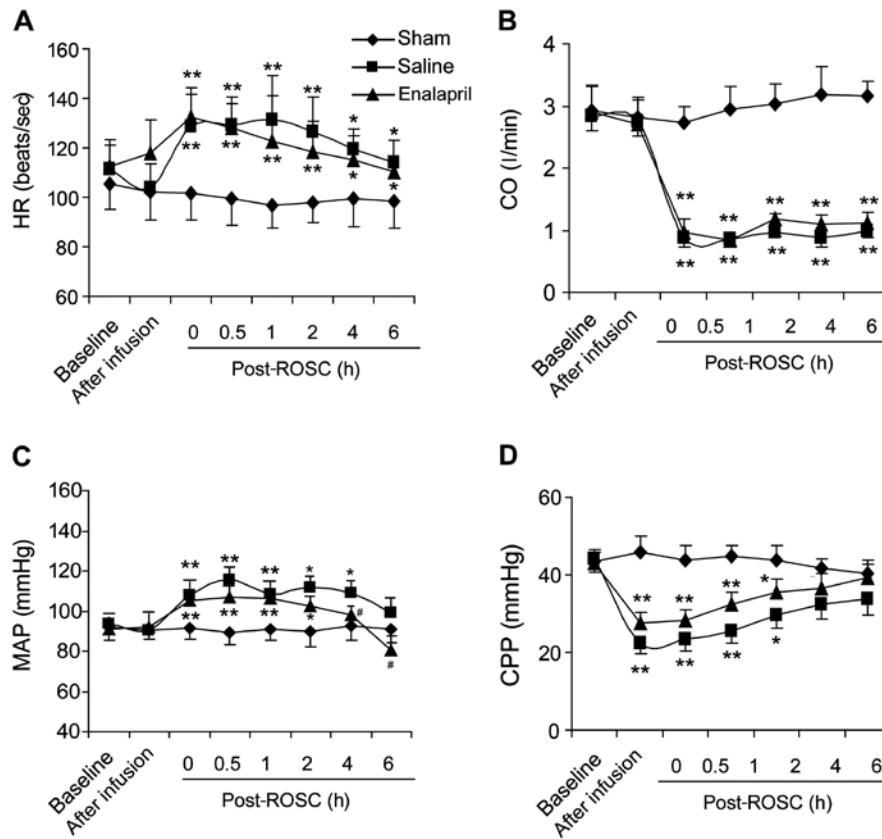 A
HR (beats/sec)
160
140
120
100
80
60
Sham
Saline
Enalapril
** ** ** ** * *
** ** ** ** * *
Baseline
After infusion
0 0.5 1 2 4 6
Post-ROSC (h)
B
CO (l/min)
4
3
2
1
0
** ** ** ** **
** ** ** ** **
Baseline
After infusion
0 0.5 1 2 4 6
Post-ROSC (h)
C
MAP (mmHg)
160
140
120
100
80
60
40
** ** ** * *
** ** ** * #
#
Baseline
After infusion
0 0.5 1 2 4 6
Post-ROSC (h)
D
CPP (mmHg)
60
40
20
0
** ** ** *
** ** ** *
Baseline
After infusion
0 0.5 1 2 4 6
Post-ROSC (h)